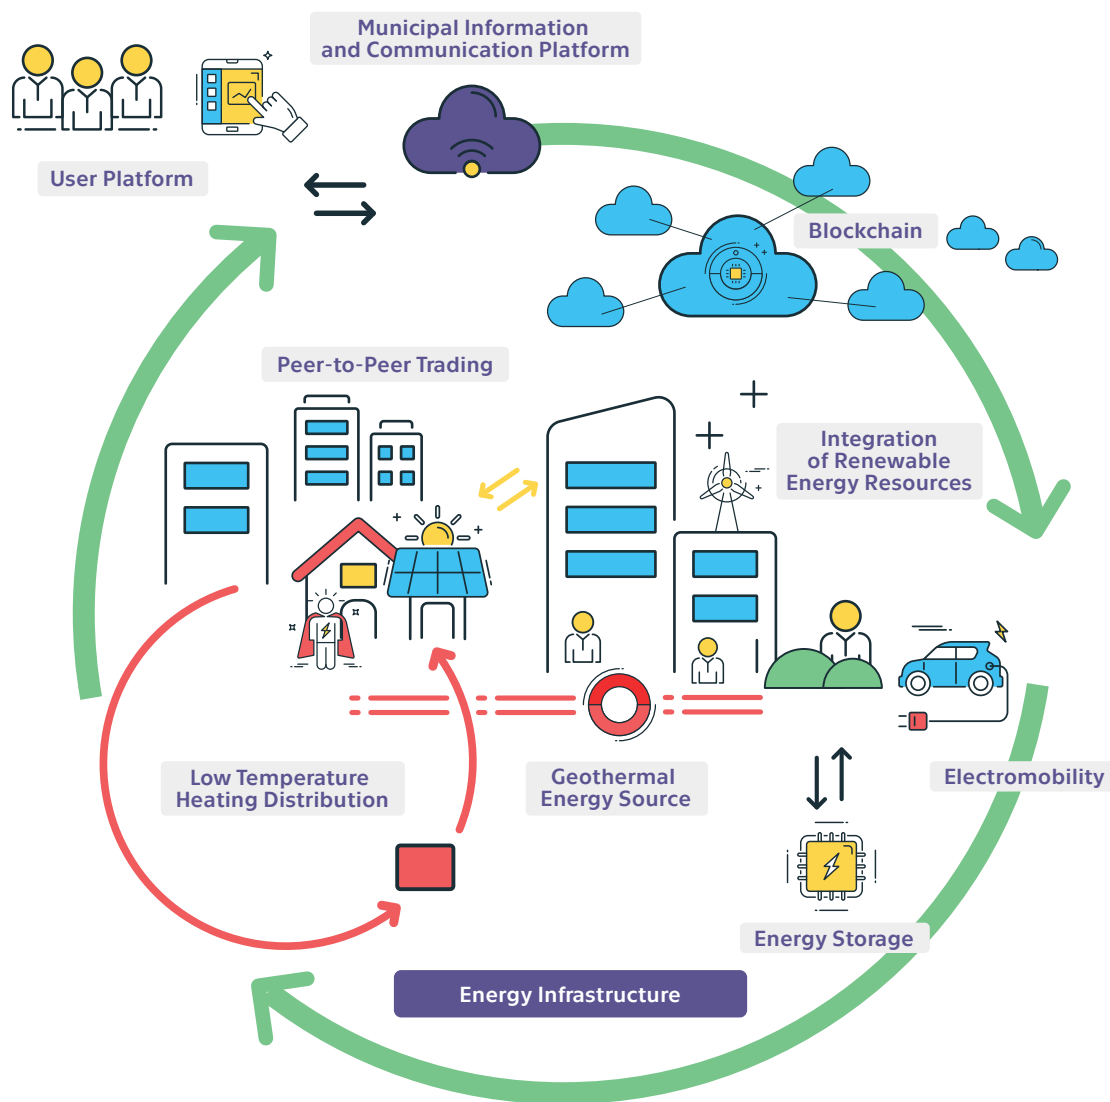 Municipal Information
and Communication Platform
User Platform
Blockchain
Peer-to-Peer Trading
Integration
of Renewable
Energy Resources
Low Temperature
Heating Distribution
Geothermal
Energy Source
Electromobility
Energy Storage
Energy Infrastructure